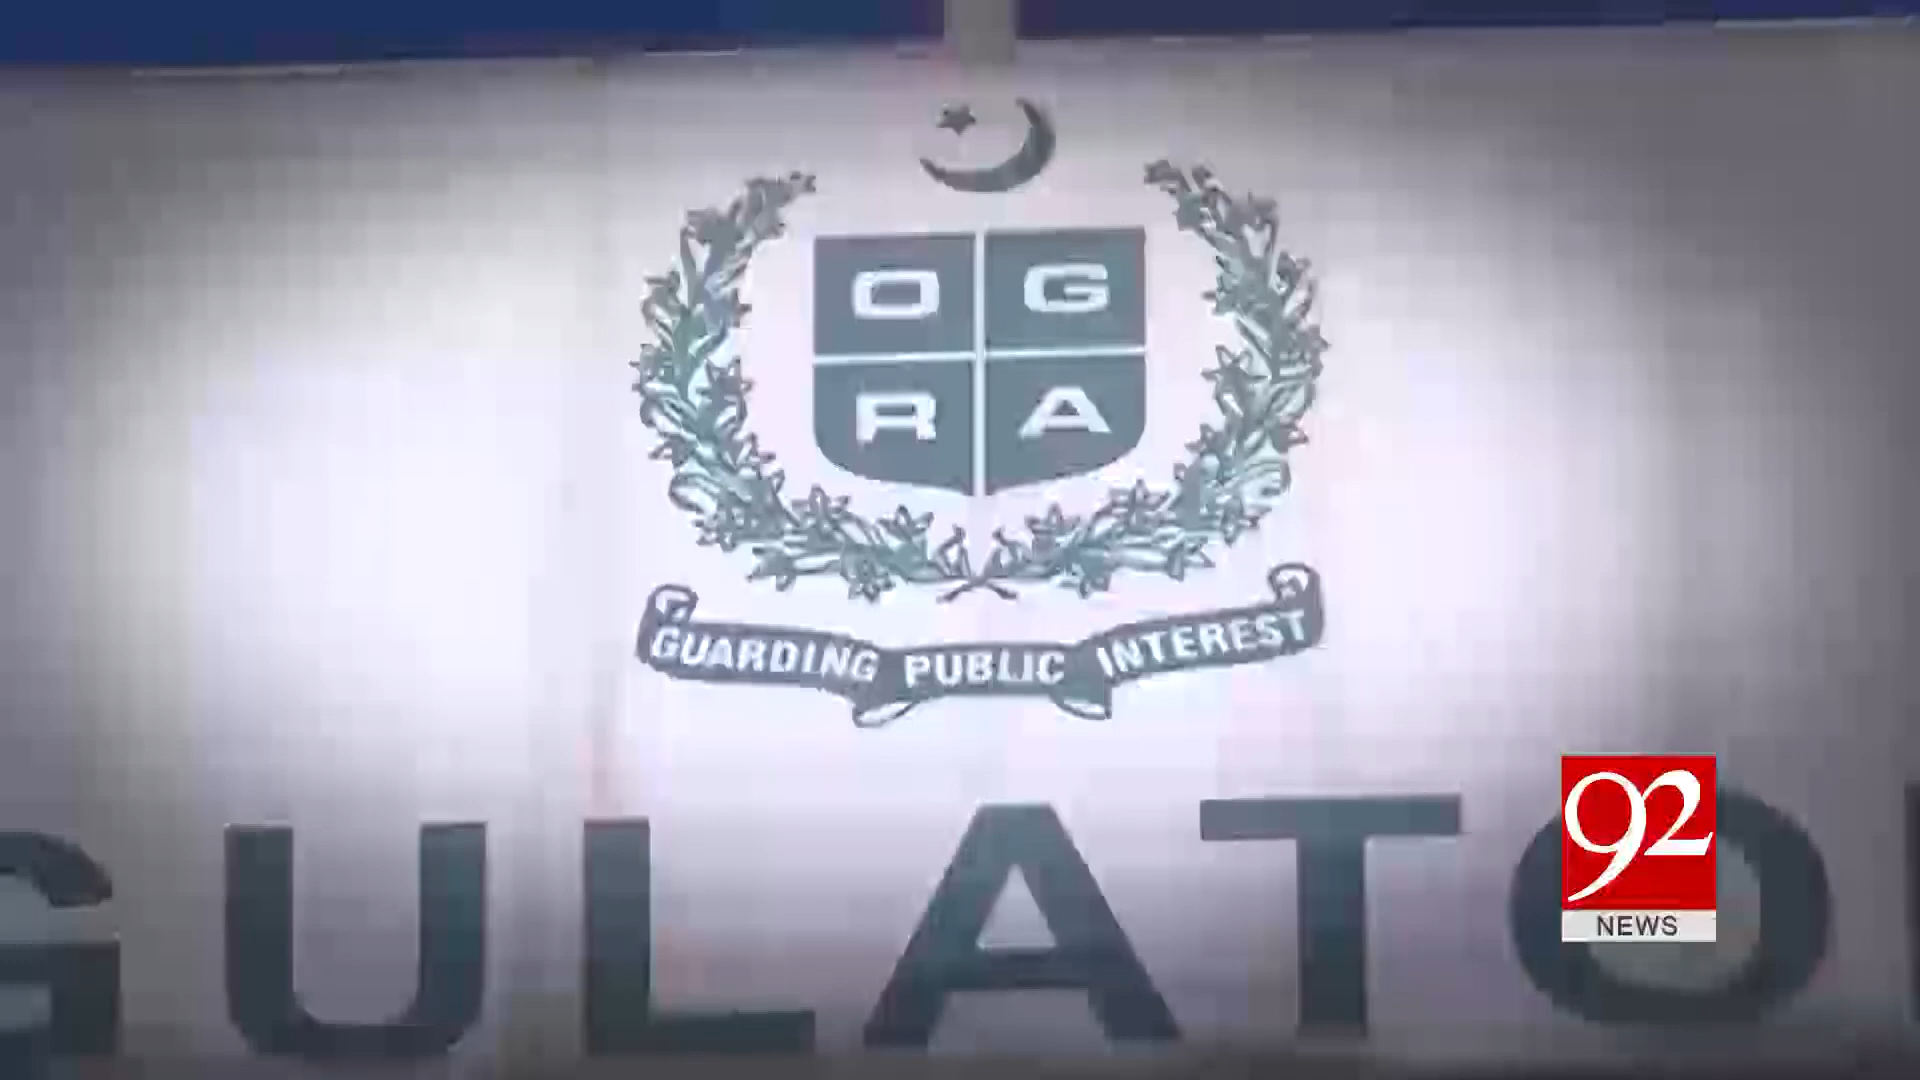 O G
R A
GUARDING PUBLIC INTEREST
GULATO
92
NEWS